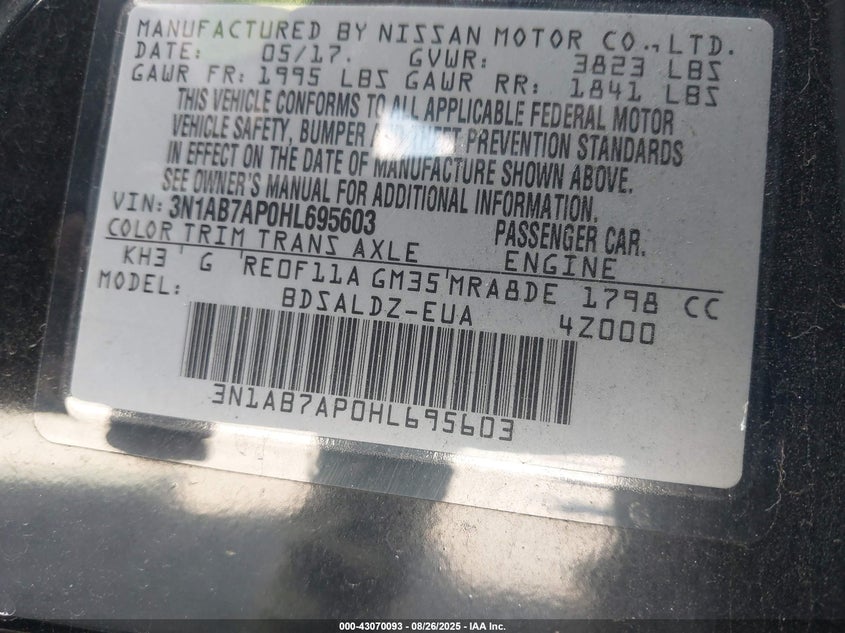 MANUFACTURED BY NISSAN MOTOR CO., LTD.
DATE: 05/17. GVWR: 3823 LBS
GAWR FR: 1995 LBS GAWR RR: 1841 LBS
THIS VEHICLE CONFORMS TO ALL APPLICABLE FEDERAL MOTOR
VEHICLE SAFETY, BUMPER PREVENTION STANDARDS
IN EFFECT ON THE DATE OF MANUFACTURE SHOWN ABOVE.
SEE OWNER'S MANUAL FOR ADDITIONAL INFORMATION.
VIN: 3N1AB7AP0HL695603 PASSENGER CAR.
COLOR TRIM TRANS AXLE ENGINE
KH3 G RE0F11A GM35 MRA8DE 1798 CC
MODEL: BDSALDZ-EUA 4Z000
3N1AB7AP0HL695603
000-43070093 - 08/26/2025 - IAA Inc.